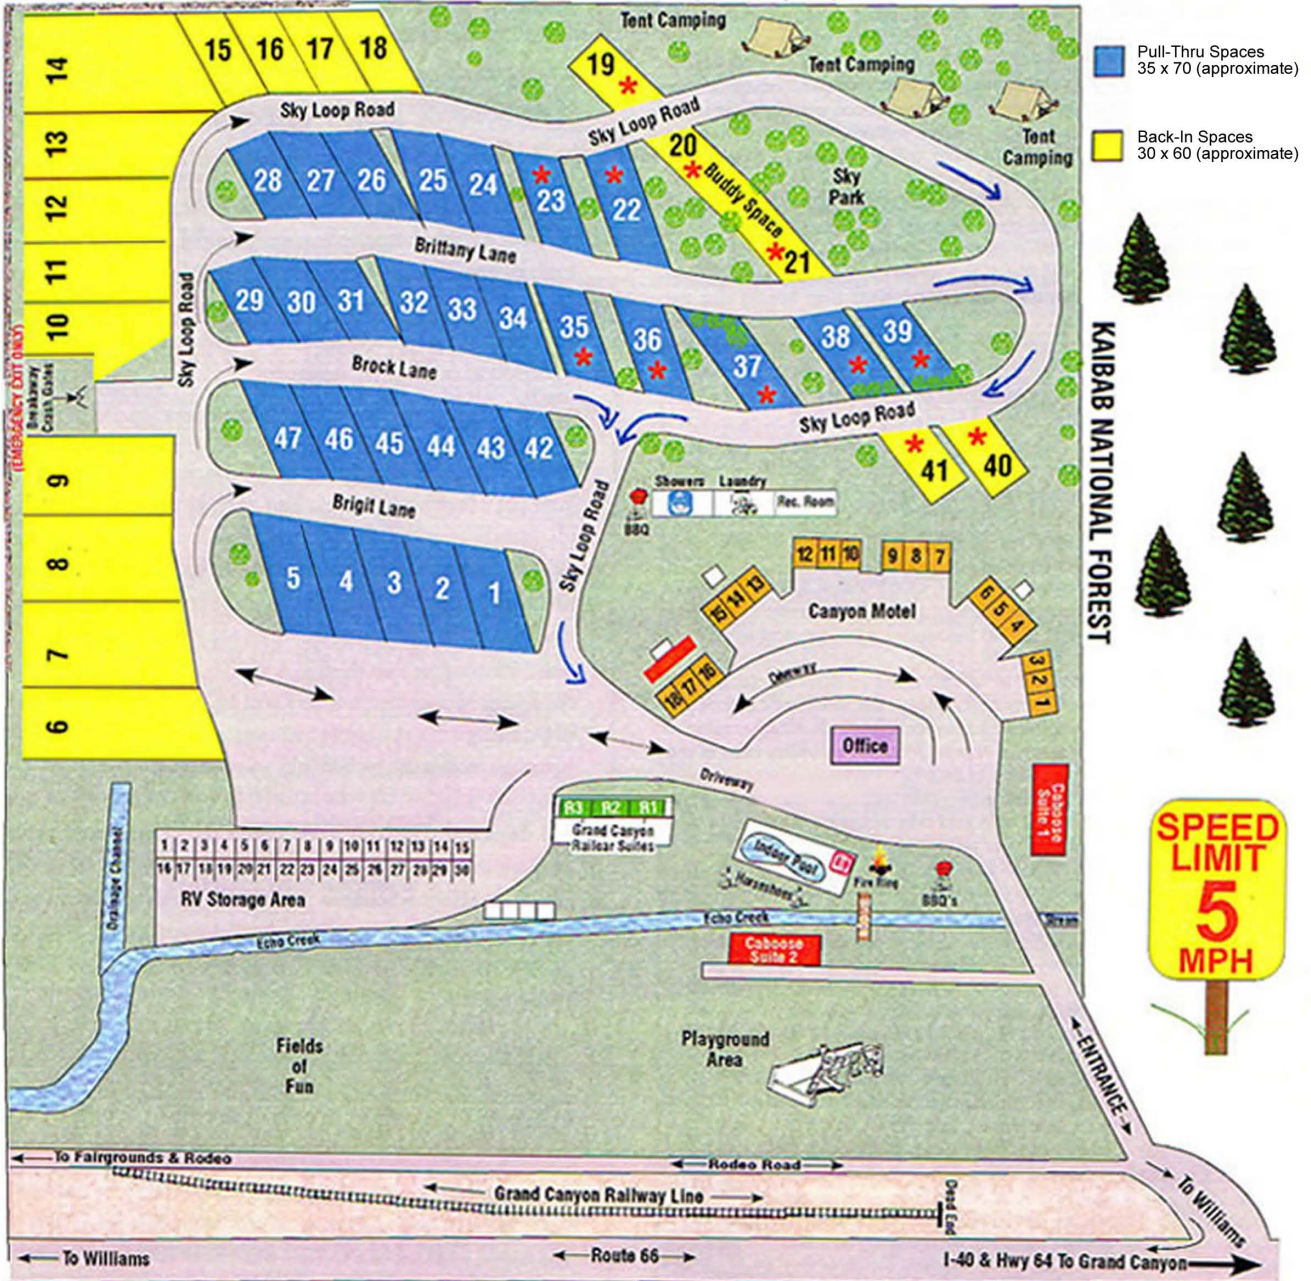 Tent Camping
Tent Camping
Tent
Camping
Pull-Thru Spaces
35 x 70 (approximate)
Back-In Spaces
30 x 60 (approximate)
14
15
16
17
18
19
*
Sky Loop Road
Sky Loop Road
13
12
11
10
28
27
26
25
24
*
23
*
22
20
*
Buddy Space
*
21
Sky
Park
Brittany Lane
Sky Loop Road
29
30
31
32
33
34
35
*
36
*
37
*
38
*
39
*
Brock Lane
Sky Loop Road
(EMERGENCY EXIT ONLY)
Breakaway
Crash Gates
KAIBAB NATIONAL FOREST
47
46
45
44
43
42
*
41
*
40
9
8
7
6
Brigit Lane
Sky Loop Road
5
4
3
2
1
Showers
Laundry
Rec. Room
BBQ
12 11 10
9 8 7
15 14 13
6 5 4
Canyon Motel
18 17 16
3 2 1
Driveway
Office
Driveway
Caboose
Suite 1
R3 R2 R1
Grand Canyon
Railcar Suites
Indoor Pool
Horseshoes
Fire Ring
BBQ's
Drainage Channel
1 2 3 4 5 6 7 8 9 10 11 12 13 14 15
16 17 18 19 20 21 22 23 24 25 26 27 28 29 30
RV Storage Area
Echo Creek
Echo Creek
Caboose
Suite 2
SPEED
LIMIT
5
MPH
Fields
of
Fun
Playground
Area
ENTRANCE
To Fairgrounds & Rodeo
Rodeo Road
Grand Canyon Railway Line
Dead End
To Williams
To Williams
Route 66
I-40 & Hwy 64 To Grand Canyon